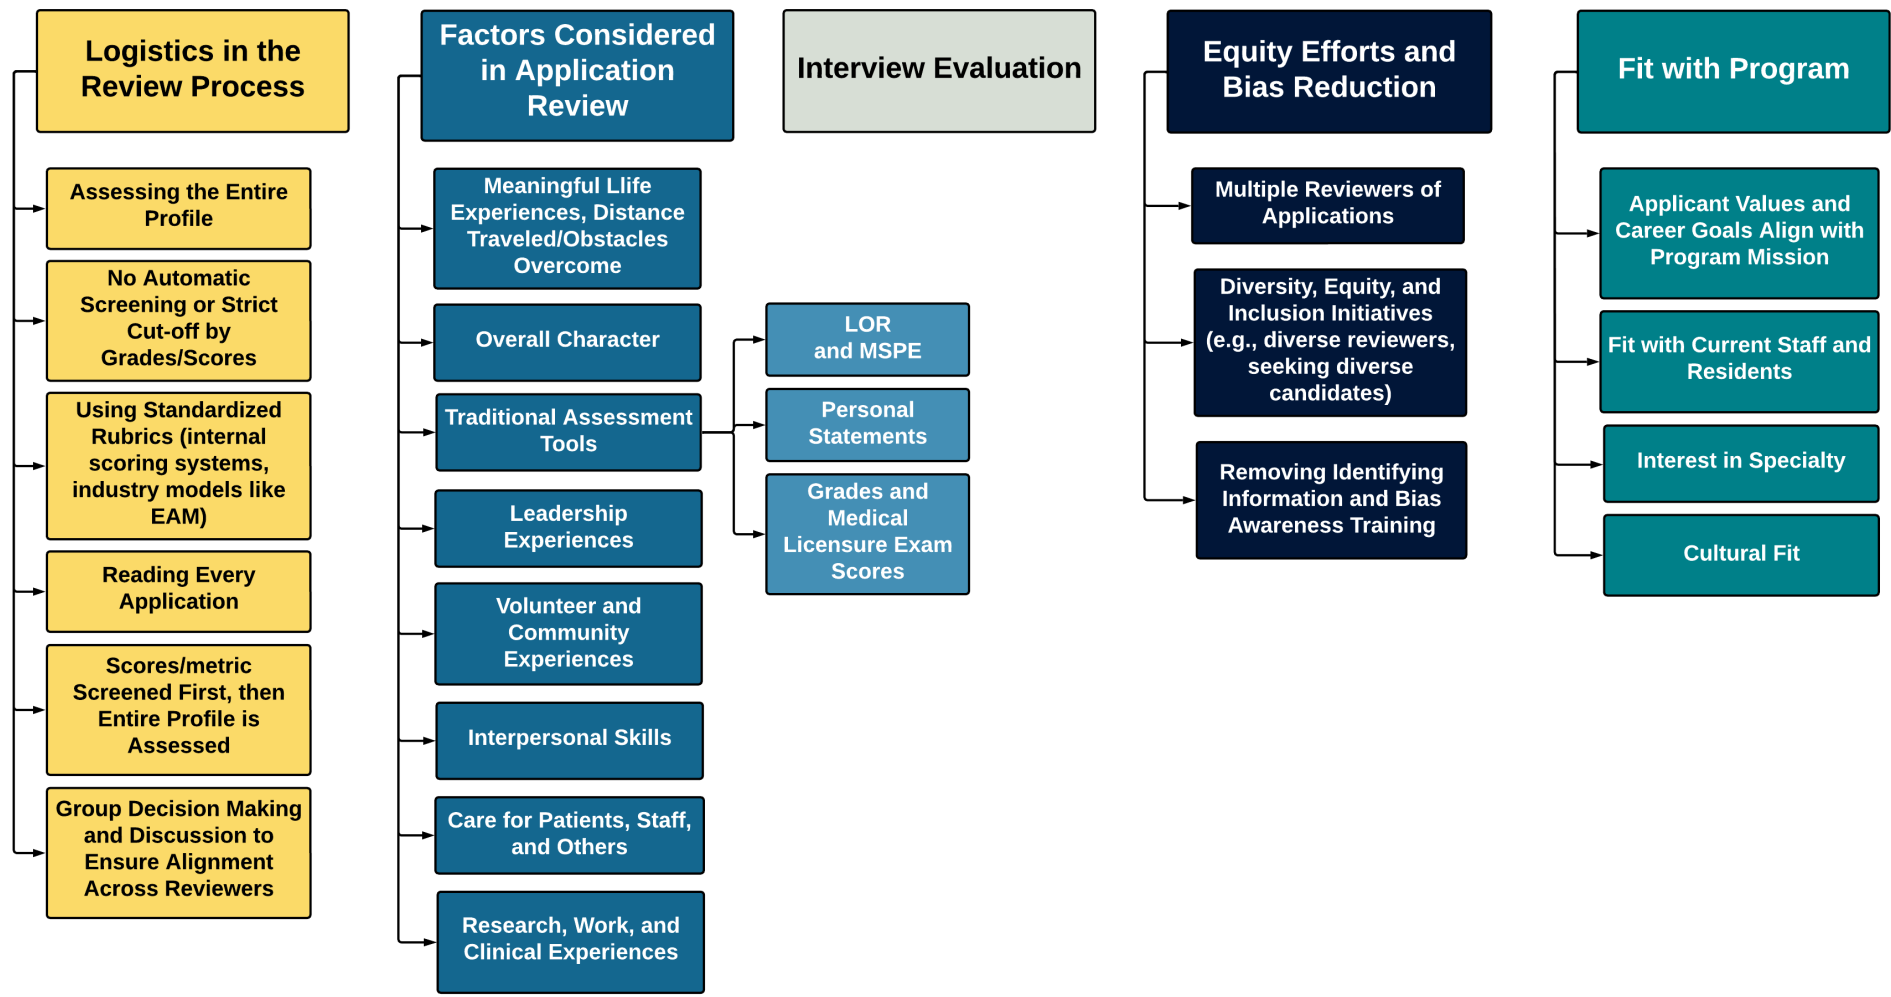 Logistics in the
Review Process
Assessing the Entire
Profile
No Automatic
Screening or Strict
Cut-off by
Grades/Scores
Using Standardized
Rubrics (internal
scoring systems,
industry models like
EAM)
Reading Every
Application
Scores/metric
Screened First, then
Entire Profile is
Assessed
Group Decision Making
and Discussion to
Ensure Alignment
Across Reviewers
Factors Considered
in Application
Review
Meaningful Llife
Experiences, Distance
Traveled/Obstacles
Overcome
Overall Character
Traditional Assessment
Tools
LOR
and MSPE
Personal
Statements
Grades and
Medical
Licensure Exam
Scores
Leadership
Experiences
Volunteer and
Community
Experiences
Interpersonal Skills
Care for Patients, Staff,
and Others
Research, Work, and
Clinical Experiences
Interview Evaluation
Equity Efforts and
Bias Reduction
Multiple Reviewers of
Applications
Diversity, Equity, and
Inclusion Initiatives
(e.g., diverse reviewers,
seeking diverse
candidates)
Removing Identifying
Information and Bias
Awareness Training
Fit with Program
Applicant Values and
Career Goals Align with
Program Mission
Fit with Current Staff and
Residents
Interest in Specialty
Cultural Fit